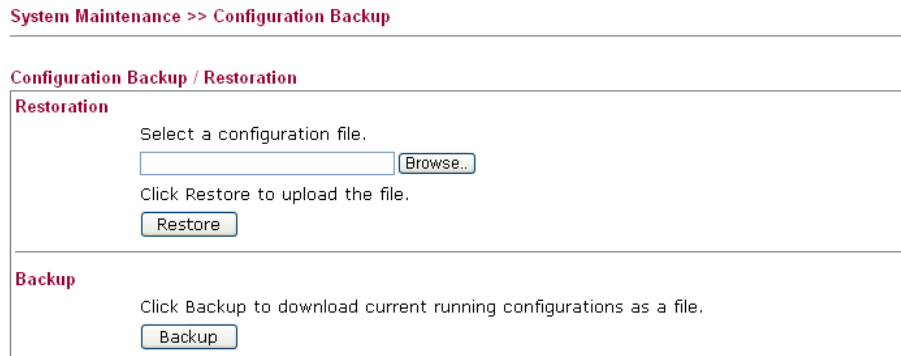 System Maintenance >> Configuration Backup
Configuration Backup / Restoration
Restoration
Select a configuration file.
Browse..
Click Restore to upload the file.
Restore
Backup
Click Backup to download current running configurations as a file.
Backup